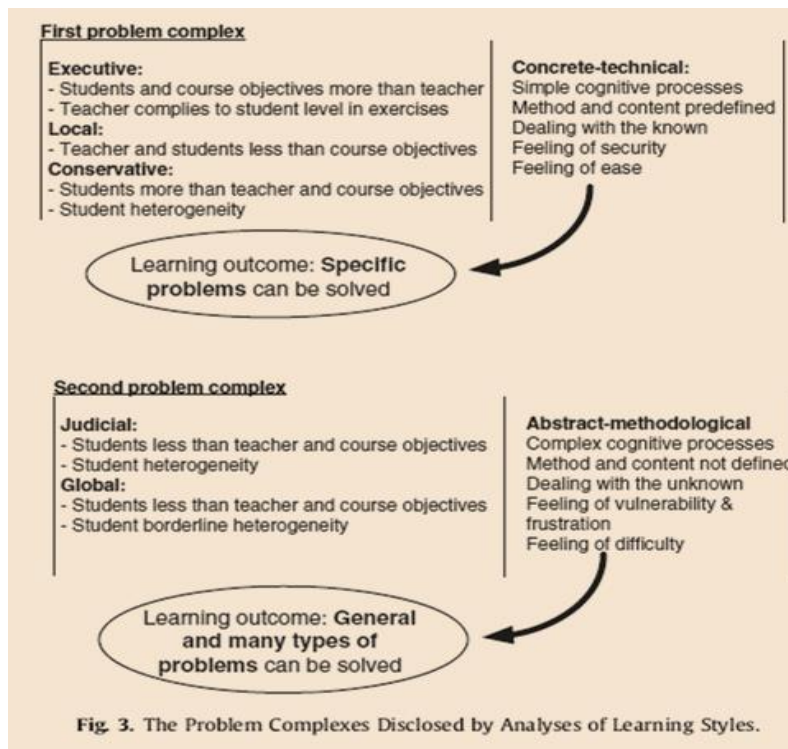 First problem complex
Executive:
- Students and course objectives more than teacher
- Teacher complies to student level in exercises
Local:
- Teacher and students less than course objectives
Conservative:
- Students more than teacher and course objectives
- Student heterogeneity
Concrete-technical:
Simple cognitive processes
Method and content predefined
Dealing with the known
Feeling of security
Feeling of ease
Learning outcome: Specific
problems can be solved
Second problem complex
Judicial:
- Students less than teacher and course objectives
- Student heterogeneity
Global:
- Students less than teacher and course objectives
- Student borderline heterogeneity
Abstract-methodological
Complex cognitive processes
Method and content not defined
Dealing with the unknown
Feeling of vulnerability &
frustration
Feeling of difficulty
Learning outcome: General
and many types of
problems can be solved
Fig. 3. The Problem Complexes Disclosed by Analyses of Learning Styles.